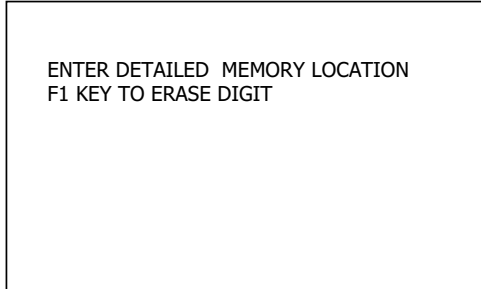 ENTER DETAILED  MEMORY LOCATION
F1 KEY TO ERASE DIGIT